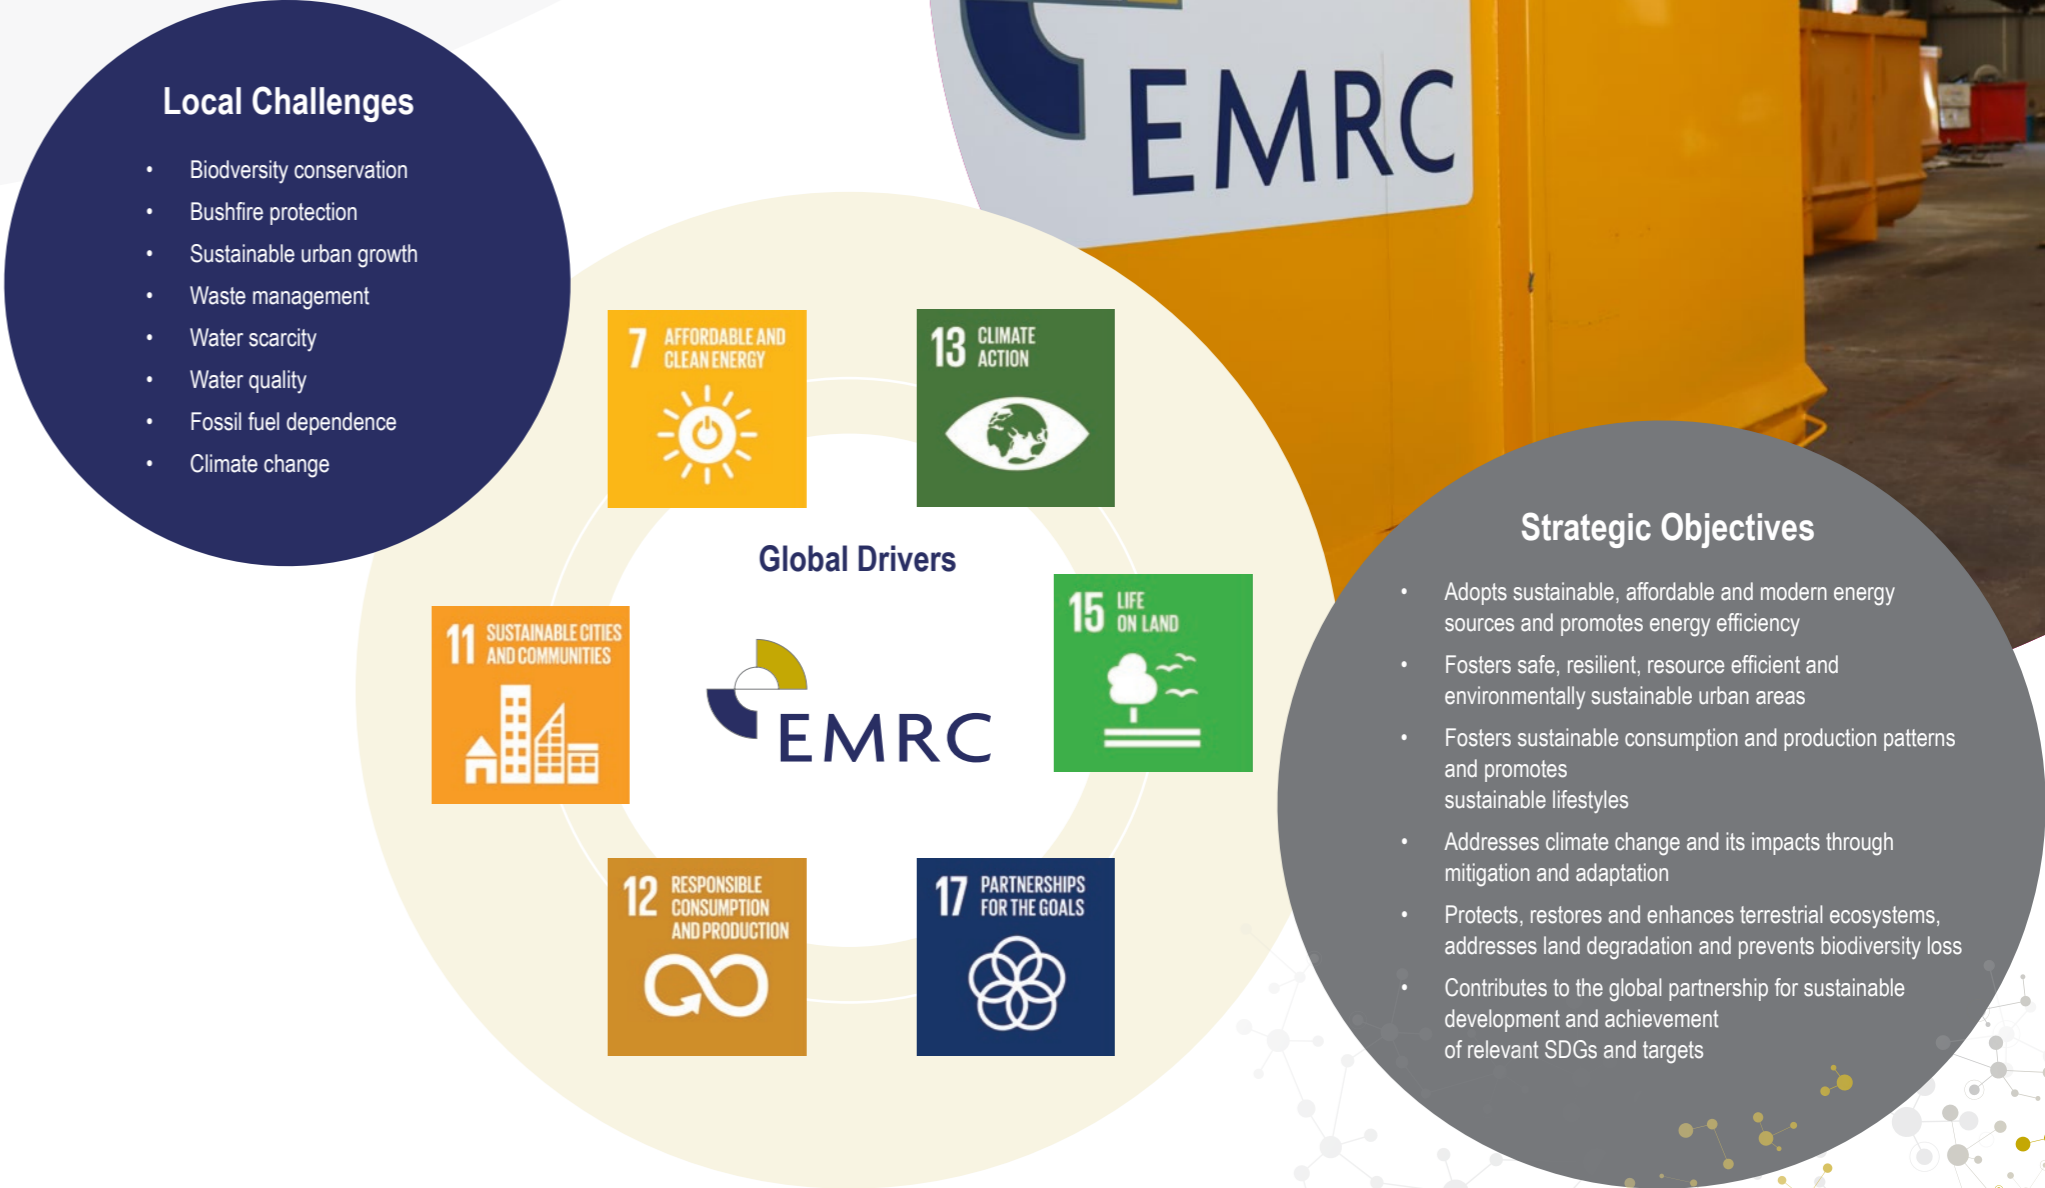 Local Challenges
• Biodversity conservation
• Bushfire protection
• Sustainable urban growth
• Waste management
• Water scarcity
• Water quality
• Fossil fuel dependence
• Climate change
EMRC
7 AFFORDABLE AND
CLEAN ENERGY
13 CLIMATE
ACTION
Global Drivers
11 SUSTAINABLE CITIES
AND COMMUNITIES
15 LIFE
ON LAND
EMRC
12 RESPONSIBLE
CONSUMPTION
AND PRODUCTION
17 PARTNERSHIPS
FOR THE GOALS
Strategic Objectives
• Adopts sustainable, affordable and modern energy
sources and promotes energy efficiency
• Fosters safe, resilient, resource efficient and
environmentally sustainable urban areas
• Fosters sustainable consumption and production patterns
and promotes
sustainable lifestyles
• Addresses climate change and its impacts through
mitigation and adaptation
• Protects, restores and enhances terrestrial ecosystems,
addresses land degradation and prevents biodiversity loss
• Contributes to the global partnership for sustainable
development and achievement
of relevant SDGs and targets